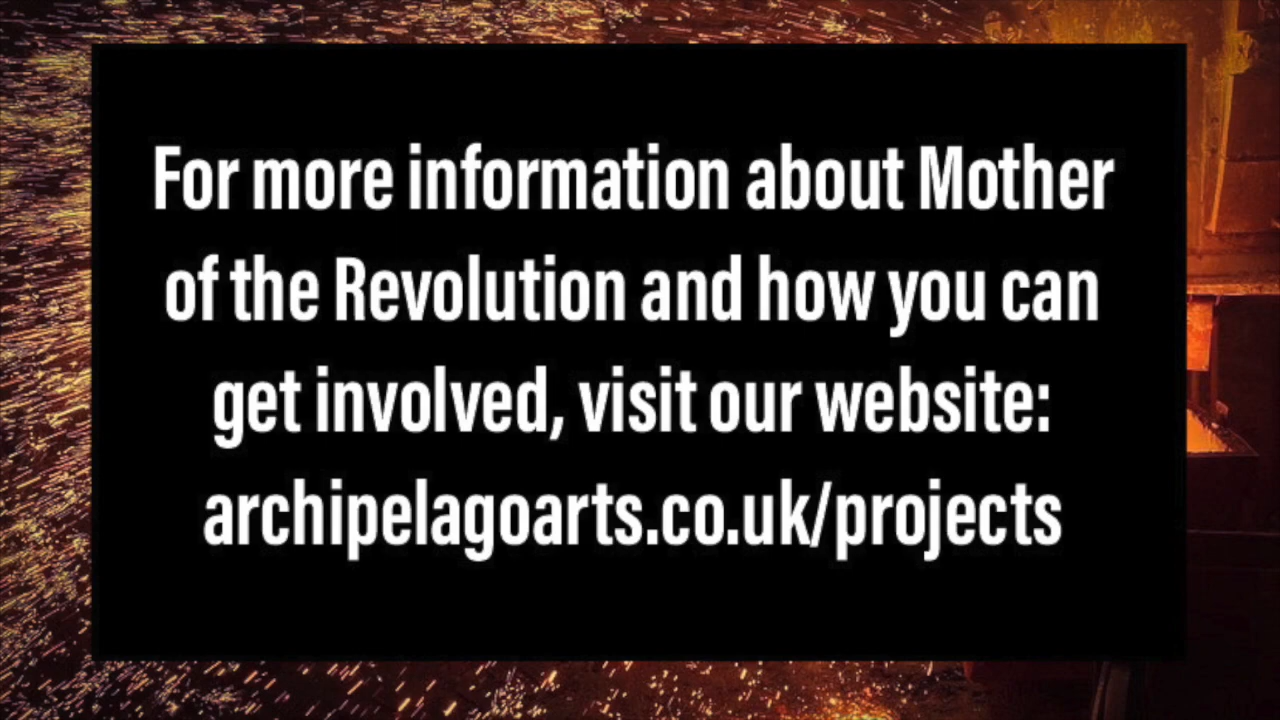 For more information about Mother
of the Revolution and how you can
get involved, visit our website:
archipelagoarts.co.uk/projects